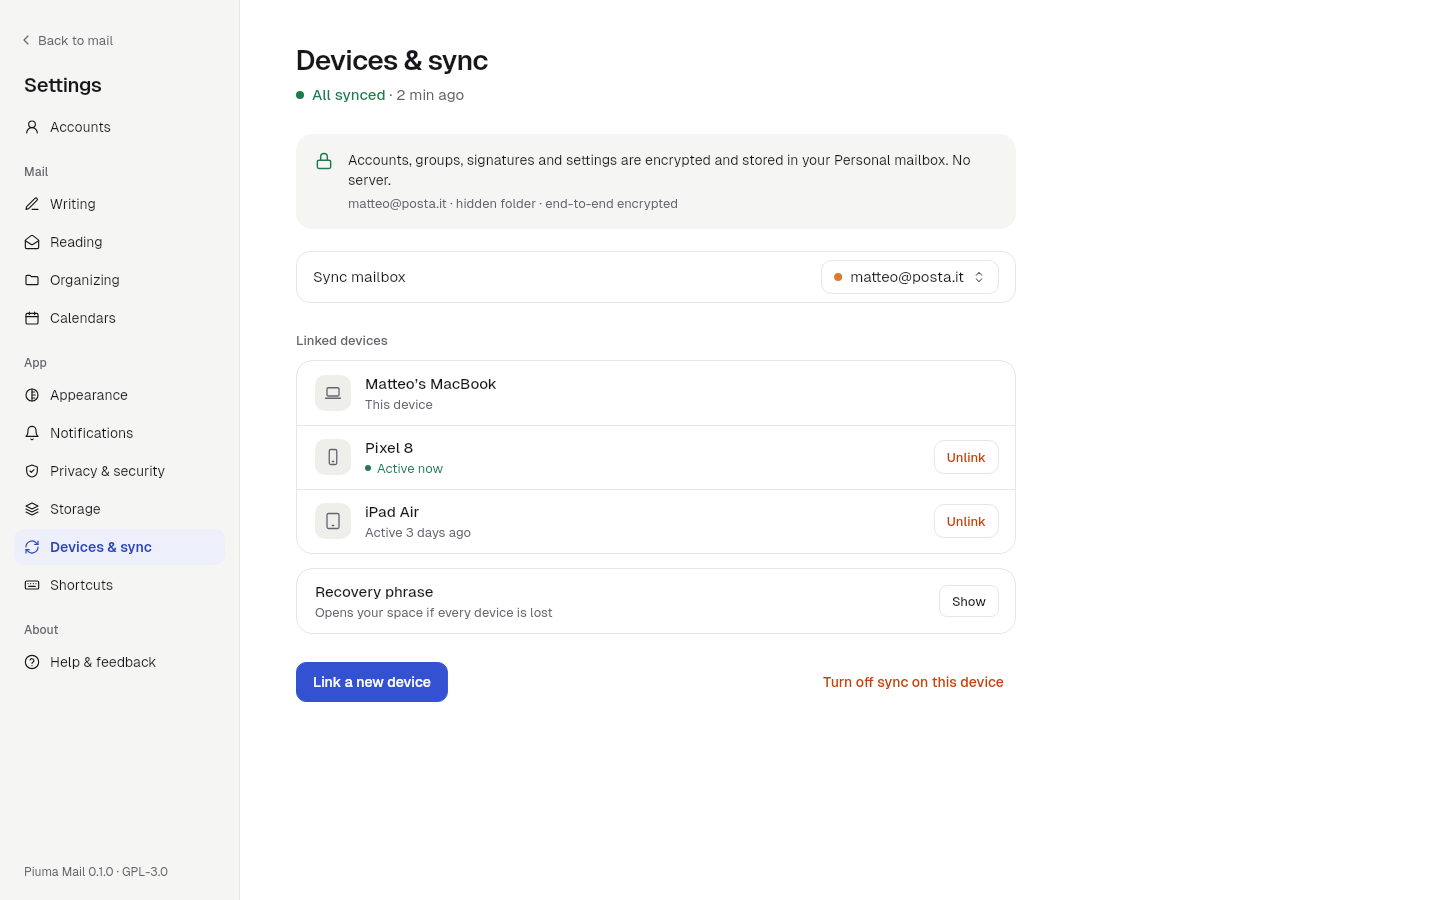 Back to mail
Settings
Accounts
Mail
Writing
Reading
Organizing
Calendars
App
Appearance
Notifications
Privacy & security
Storage
Devices & sync
Shortcuts
About
Help & feedback
Piuma Mail 0.1.0 · GPL-3.0
Devices & sync
All synced · 2 min ago
Accounts, groups, signatures and settings are encrypted and stored in your Personal mailbox. No
server.
matteo@posta.it · hidden folder · end-to-end encrypted
Sync mailbox
matteo@posta.it
Linked devices
Matteo’s MacBook
This device
Pixel 8
Active now
Unlink
iPad Air
Active 3 days ago
Unlink
Recovery phrase
Opens your space if every device is lost
Show
Link a new device
Turn off sync on this device